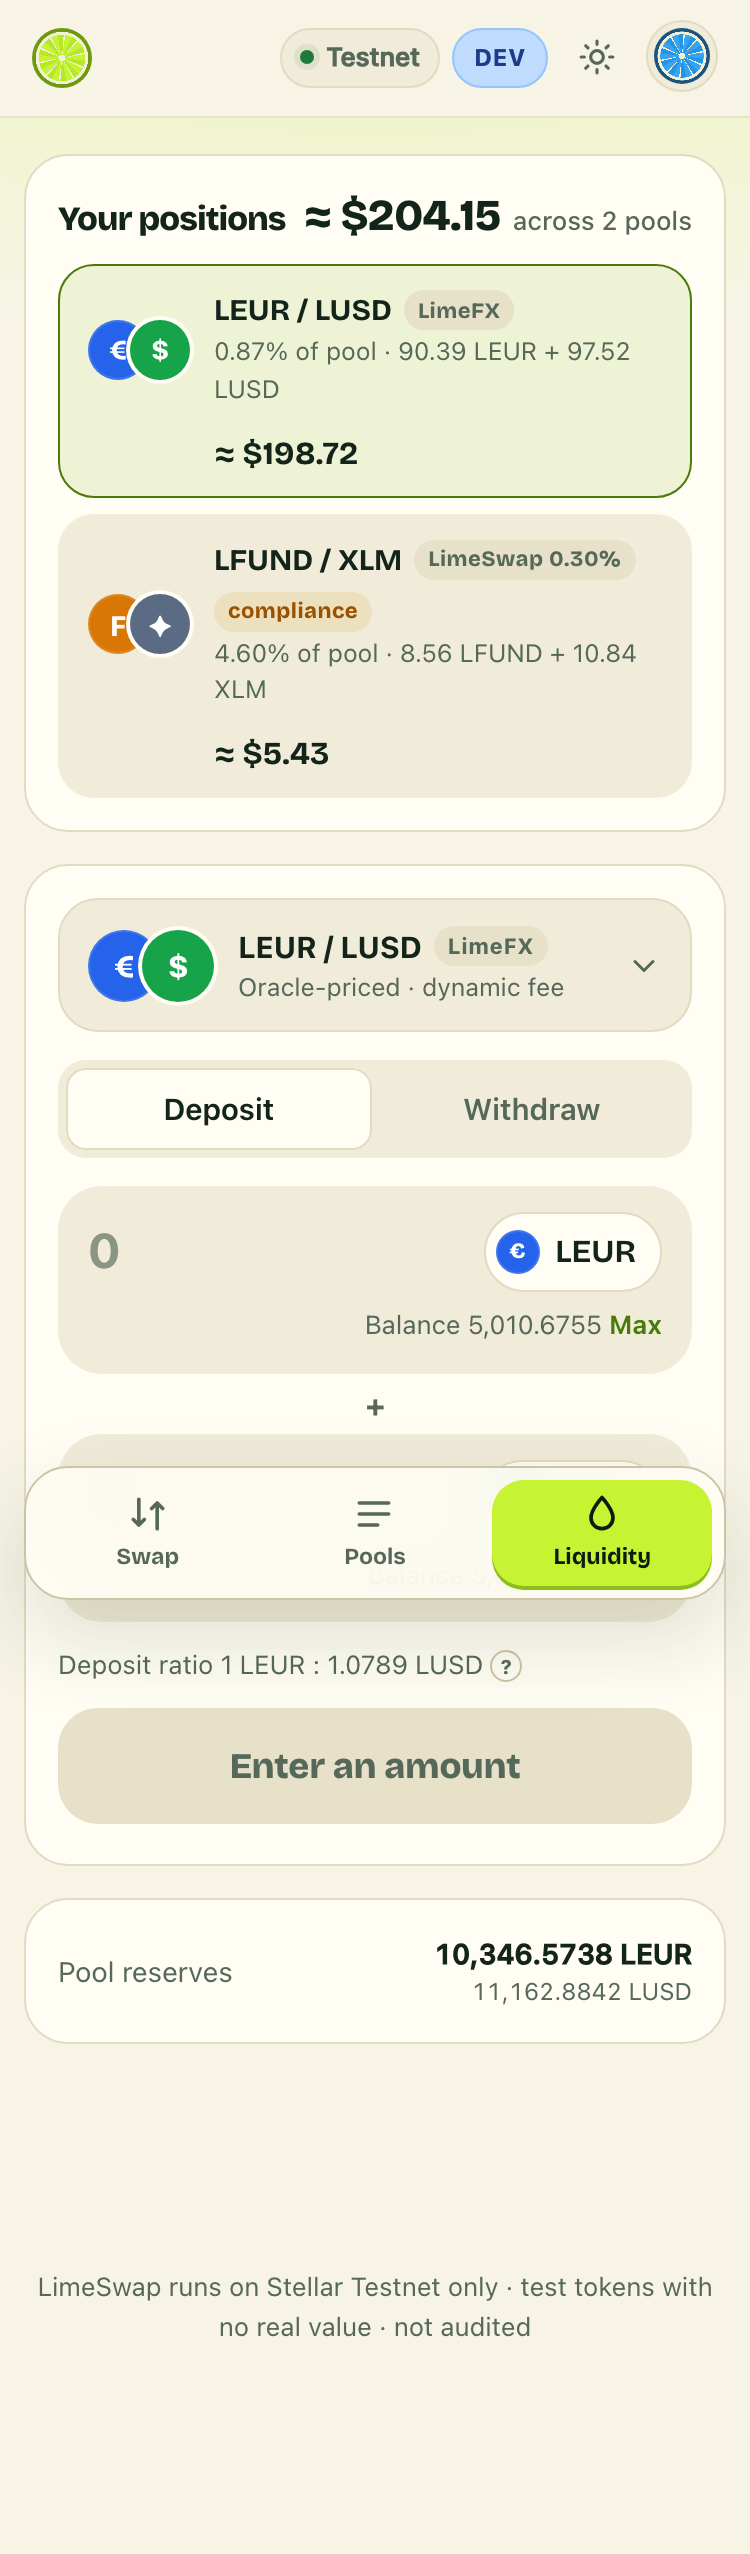 Testnet
DEV
Your positions ≈ $204.15 across 2 pools
€ $
LEUR / LUSD LimeFX
0.87% of pool · 90.39 LEUR + 97.52
LUSD
≈ $198.72
F
LFUND / XLM LimeSwap 0.30%
compliance
4.60% of pool · 8.56 LFUND + 10.84
XLM
≈ $5.43
€ $
LEUR / LUSD LimeFX
Oracle-priced · dynamic fee
Deposit Withdraw
0
€ LEUR
Balance 5,010.6755 Max
+
Swap Pools Liquidity
Deposit ratio 1 LEUR : 1.0789 LUSD ?
Enter an amount
Pool reserves
10,346.5738 LEUR
11,162.8842 LUSD
LimeSwap runs on Stellar Testnet only · test tokens with
no real value · not audited